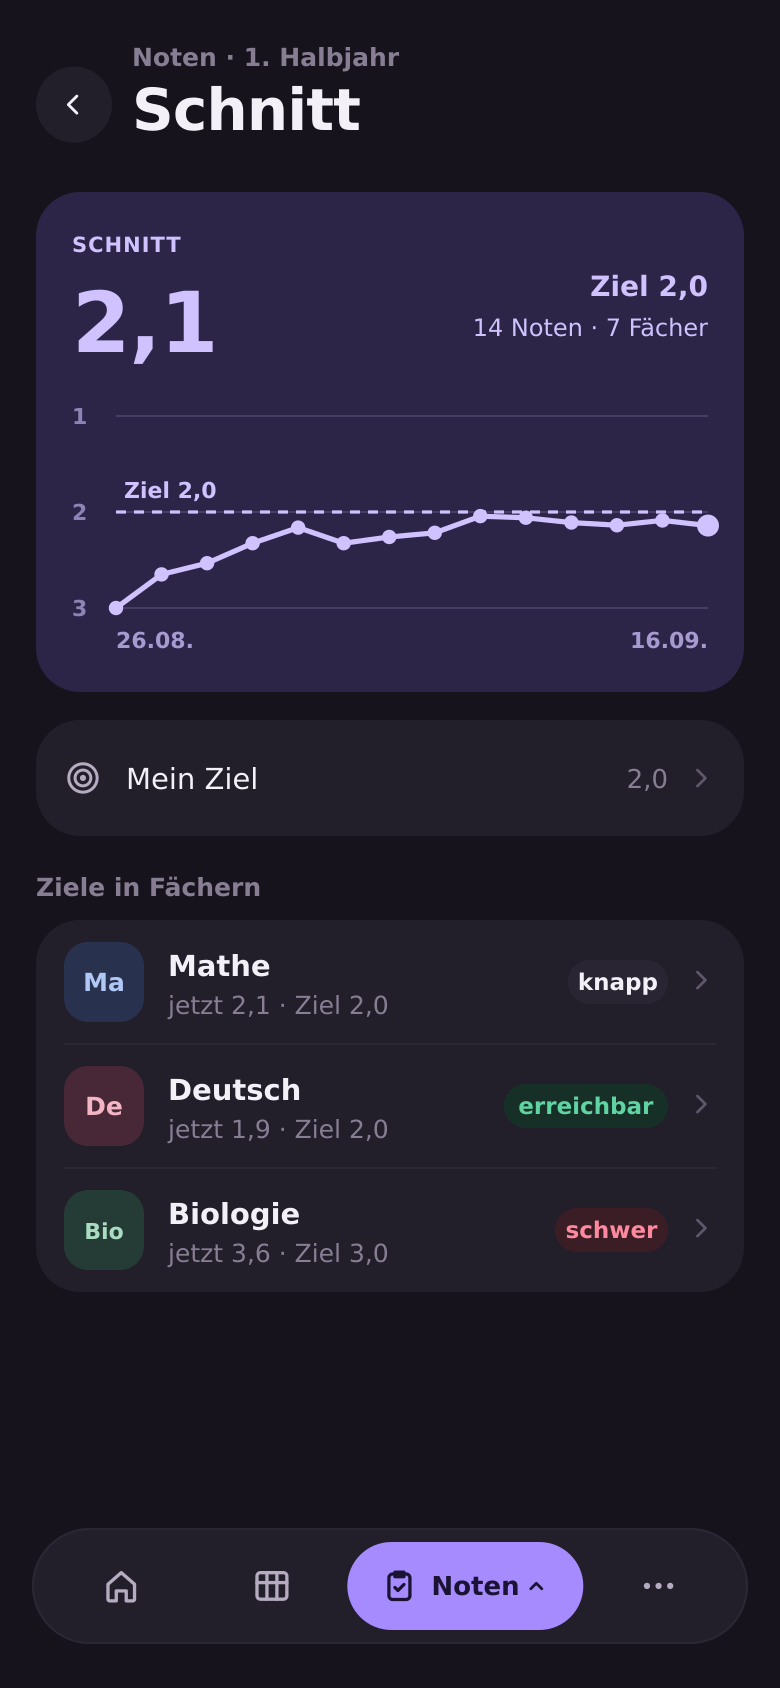 Noten · 1. Halbjahr
Schnitt
SCHNITT
2,1
Ziel 2,0
14 Noten · 7 Fächer
1
Ziel 2,0
2
3
26.08.
16.09.
Mein Ziel
2,0
Ziele in Fächern
Ma
Mathe
jetzt 2,1 · Ziel 2,0
knapp
De
Deutsch
jetzt 1,9 · Ziel 2,0
erreichbar
Bio
Biologie
jetzt 3,6 · Ziel 3,0
schwer
Noten